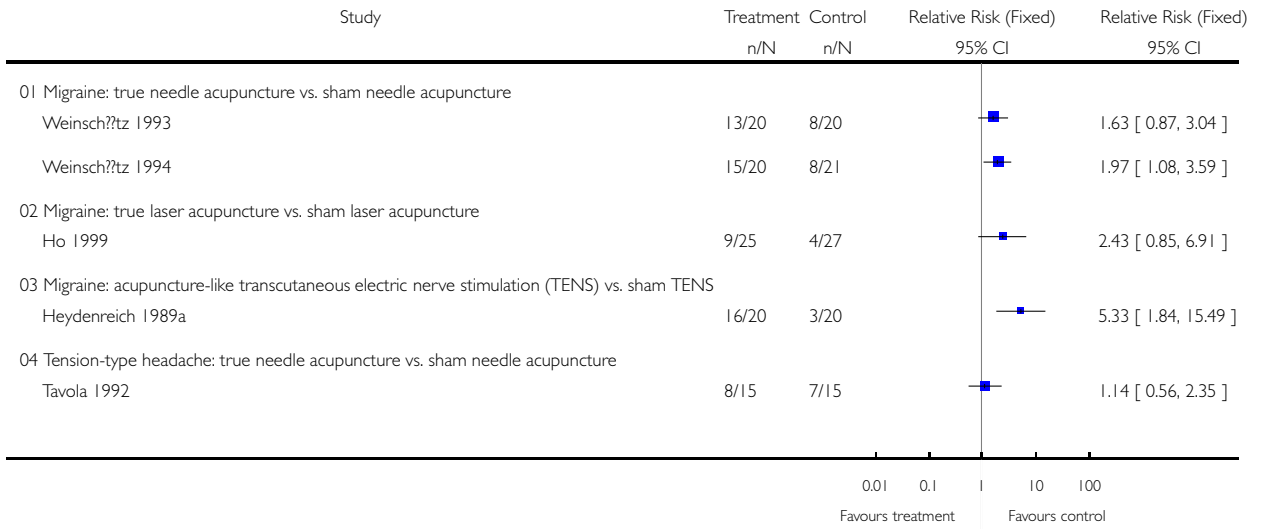 Study Treatment Control Relative Risk (Fixed) Relative Risk (Fixed)
n/N n/N 95% CI 95% CI
01 Migraine: true needle acupuncture vs. sham needle acupuncture
Weinsch??tz 1993 13/20 8/20 1.63 [ 0.87, 3.04 ]
Weinsch??tz 1994 15/20 8/21 1.97 [ 1.08, 3.59 ]
02 Migraine: true laser acupuncture vs. sham laser acupuncture
Ho 1999 9/25 4/27 2.43 [ 0.85, 6.91 ]
03 Migraine: acupuncture-like transcutaneous electric nerve stimulation (TENS) vs. sham TENS
Heydenreich 1989a 16/20 3/20 5.33 [ 1.84, 15.49 ]
04 Tension-type headache: true needle acupuncture vs. sham needle acupuncture
Tavola 1992 8/15 7/15 1.14 [ 0.56, 2.35 ]
0.01 0.1 1 10 100
Favours treatment Favours control